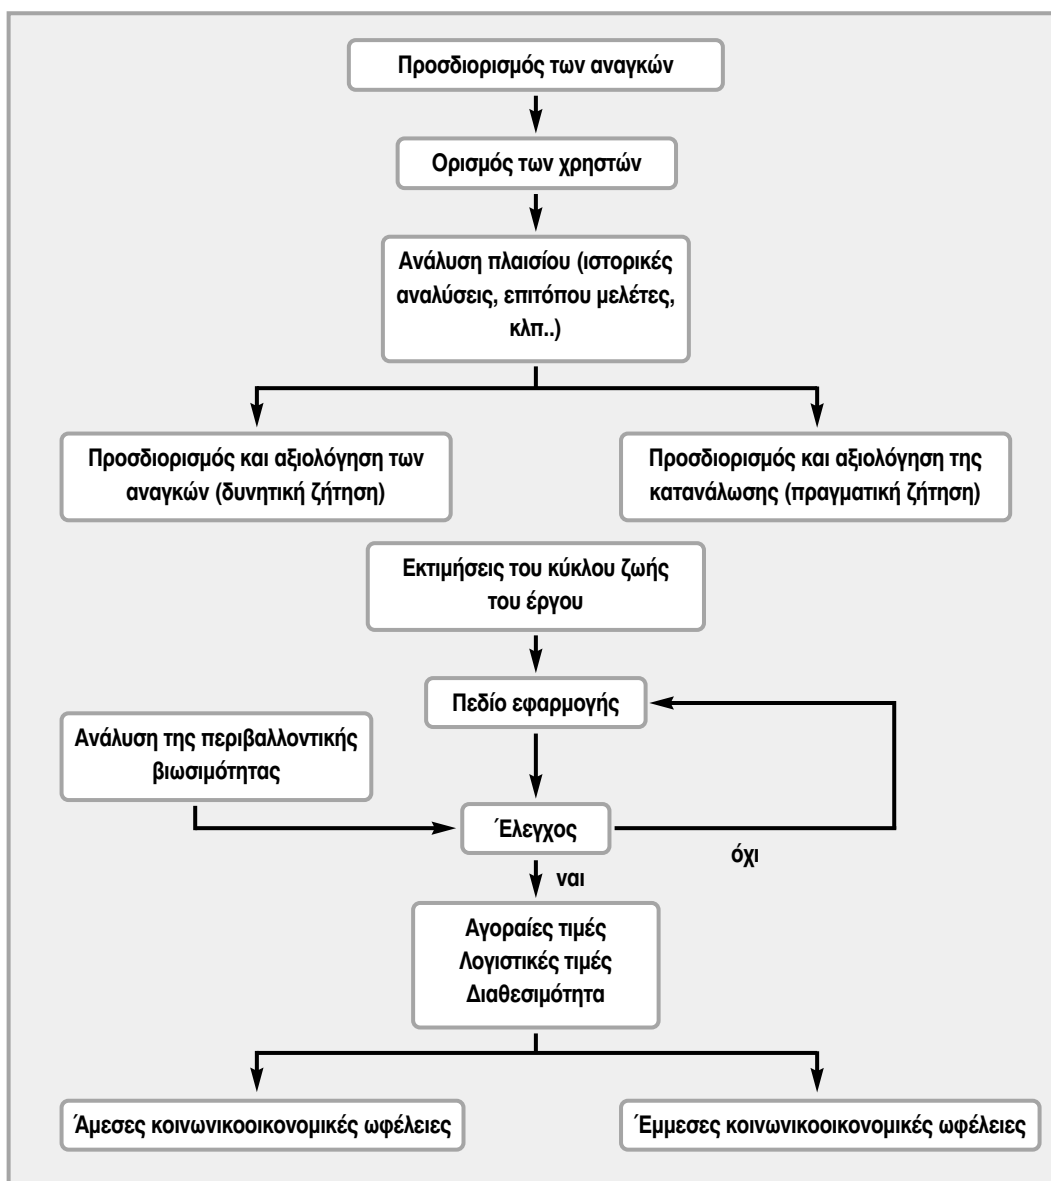 Προσδιορισμός των αναγκών
Ορισμός των χρηστών
Ανάλυση πλαισίου (ιστορικές
αναλύσεις, επιτόπου μελέτες,
κλπ..)
Προσδιορισμός και αξιολόγηση των
αναγκών (δυνητική ζήτηση)
Προσδιορισμός και αξιολόγηση της
κατανάλωσης (πραγματική ζήτηση)
Εκτιμήσεις του κύκλου ζωής
του έργου
Πεδίο εφαρμογής
Ανάλυση της περιβαλλοντικής
βιωσιμότητας
Έλεγχος
όχι
ναι
Αγοραίες τιμές
Λογιστικές τιμές
Διαθεσιμότητα
Άμεσες κοινωνικοοικονομικές ωφέλειες
Έμμεσες κοινωνικοοικονομικές ωφέλειες